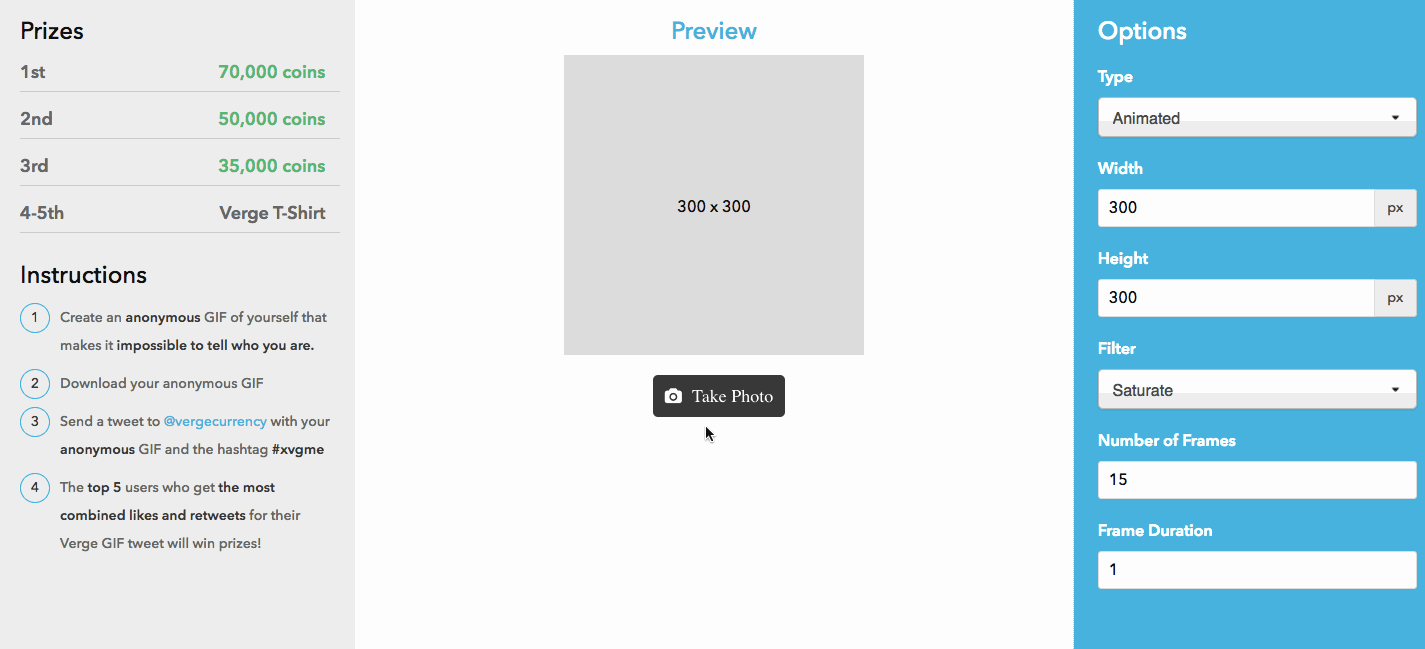 Prizes
1st 70,000 coins
2nd 50,000 coins
3rd 35,000 coins
4-5th Verge T-Shirt
Instructions
1 Create an anonymous GIF of yourself that
makes it impossible to tell who you are.
2 Download your anonymous GIF
3 Send a tweet to @vergecurrency with your
anonymous GIF and the hashtag #xvgme
4 The top 5 users who get the most
combined likes and retweets for their
Verge GIF tweet will win prizes!
Preview
300 x 300
Take Photo
Options
Type
Animated
Width
300 px
Height
300 px
Filter
Saturate
Number of Frames
15
Frame Duration
1